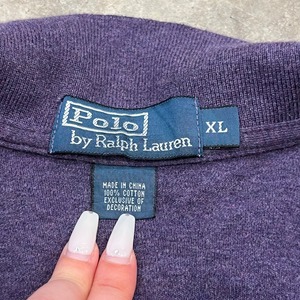 Polo
by Ralph Lauren
XL
MADE IN CHINA
100% COTTON
EXCLUSIVE OF
DECORATION